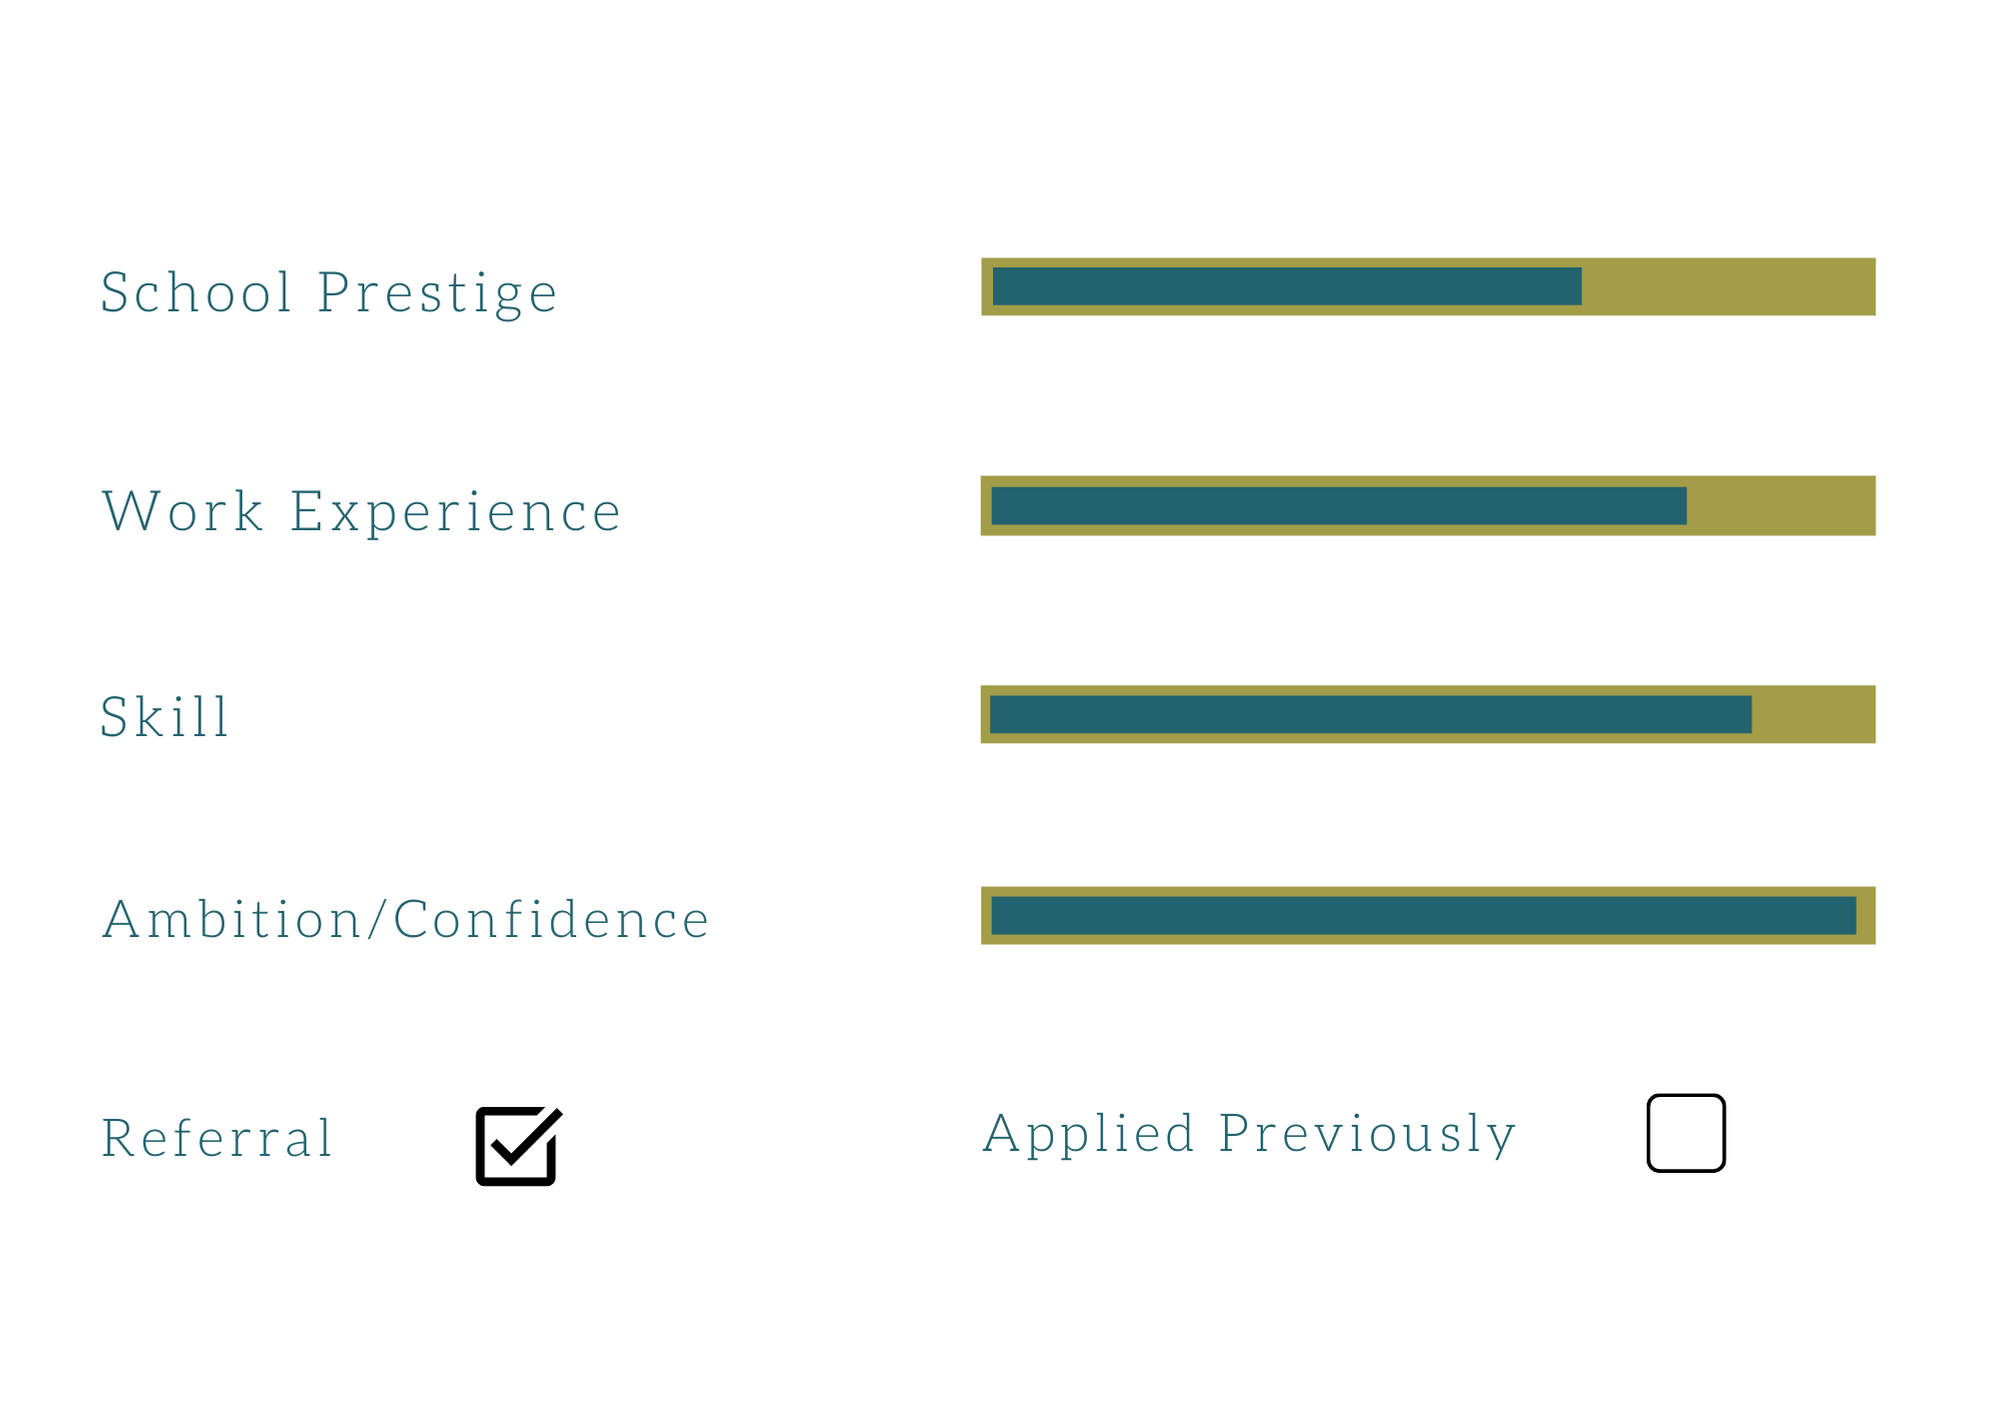 School Prestige
Work Experience
Skill
Ambition/Confidence
Referral
Applied Previously